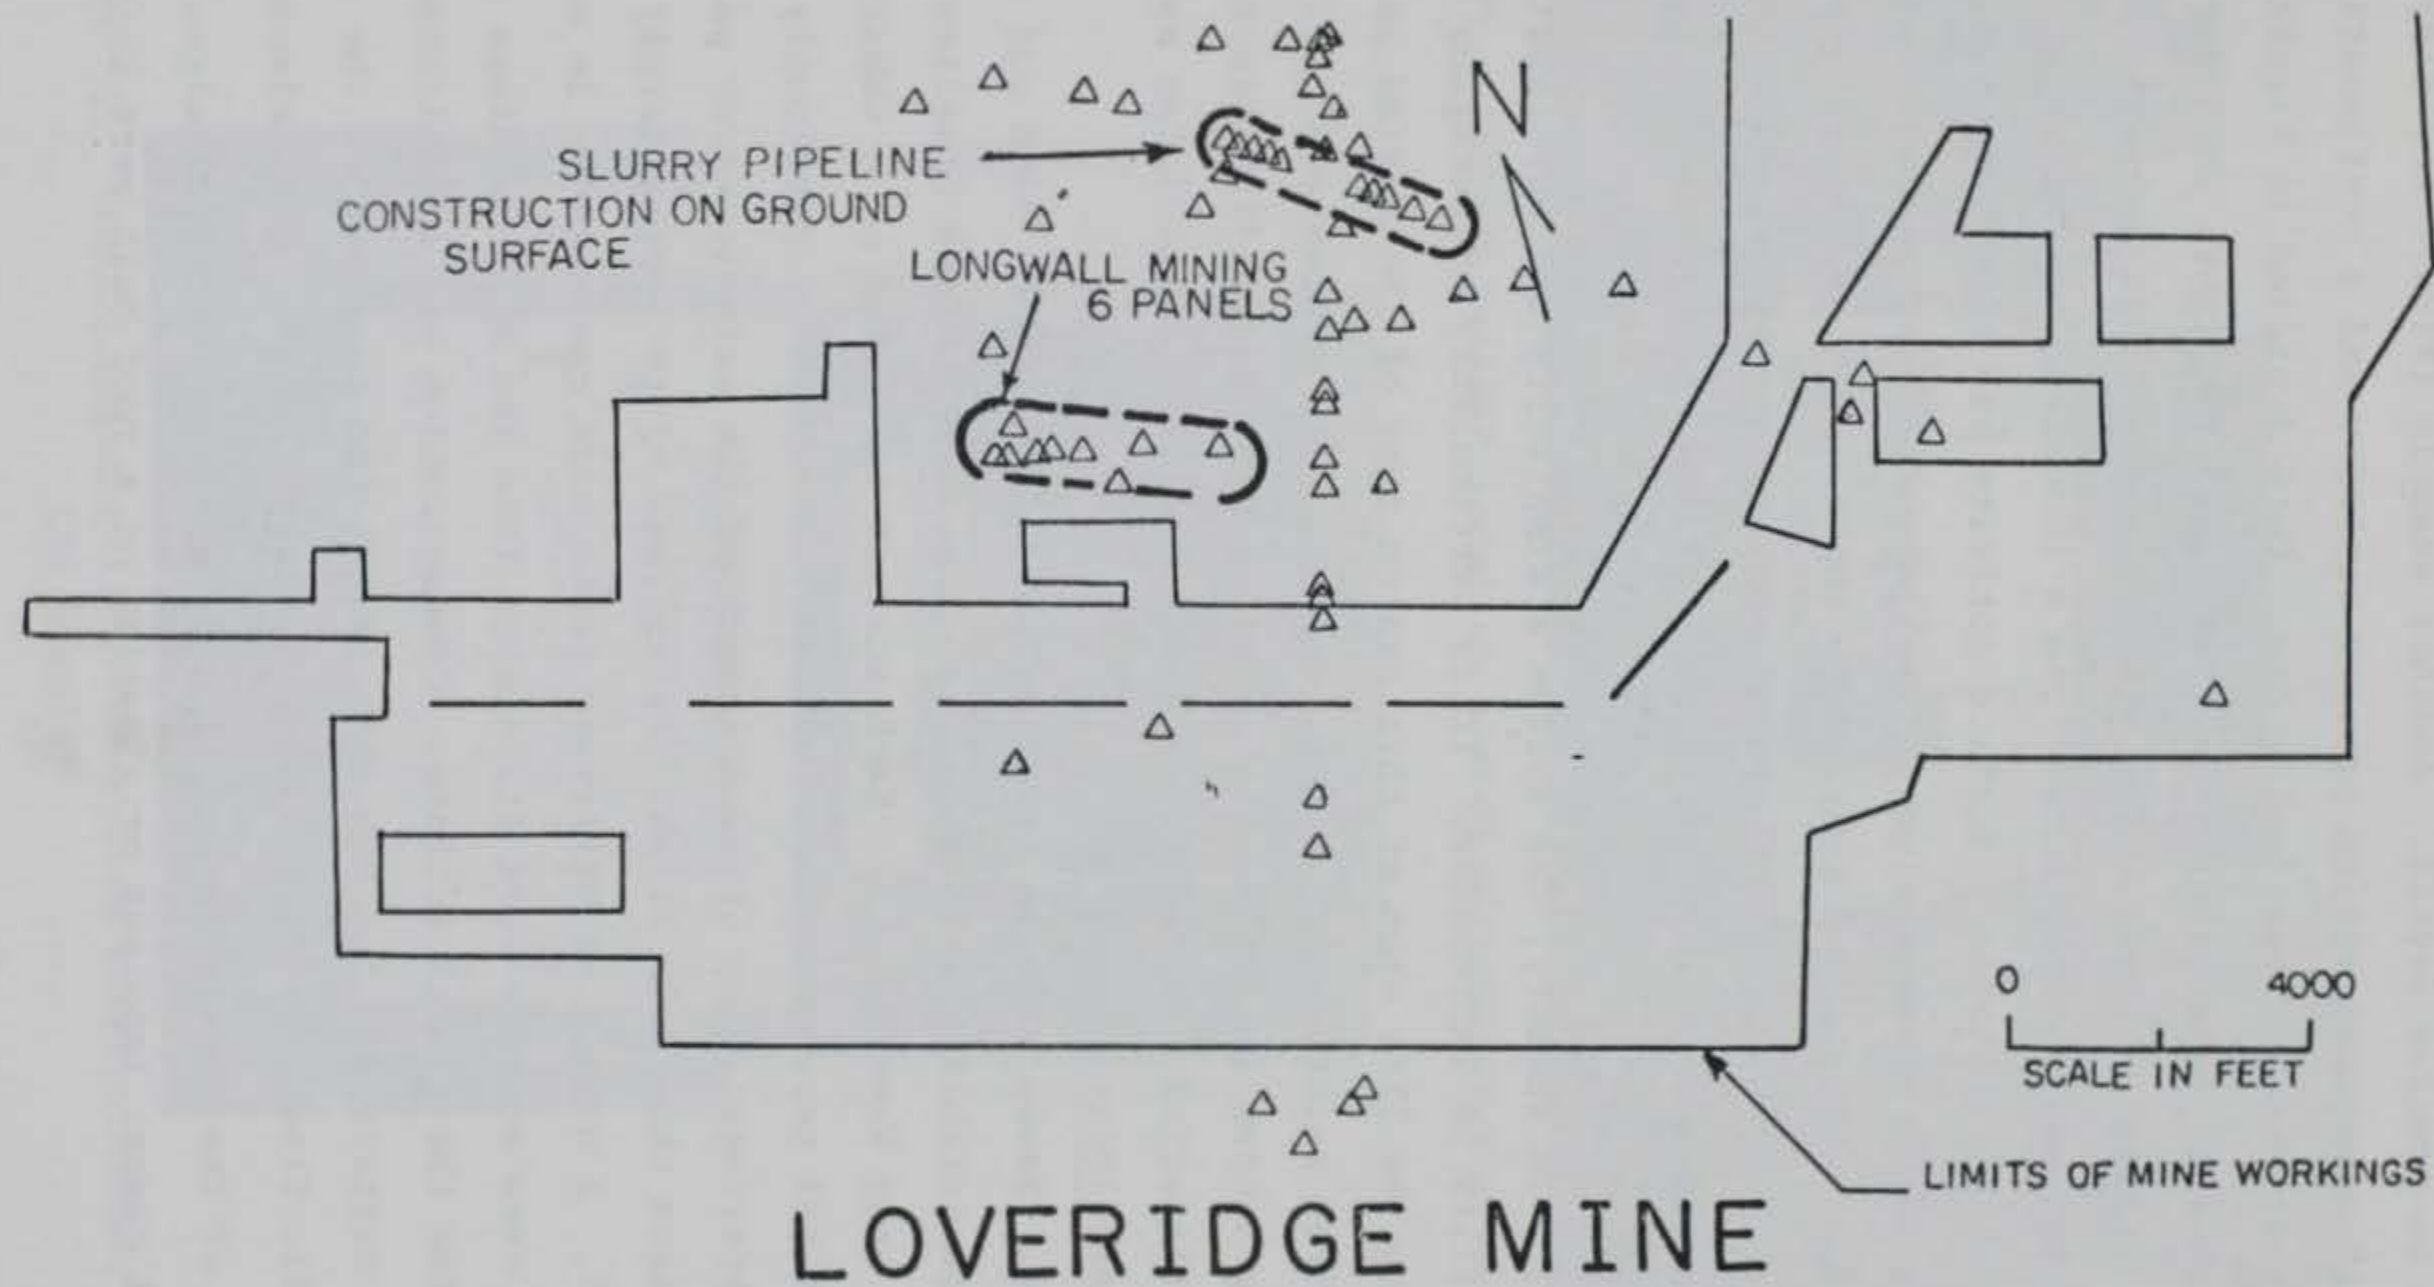 N
SLURRY PIPELINE
CONSTRUCTION ON GROUND
SURFACE
LONGWALL MINING
6 PANELS
0 4000
SCALE IN FEET
LIMITS OF MINE WORKINGS
LOVERIDGE MINE